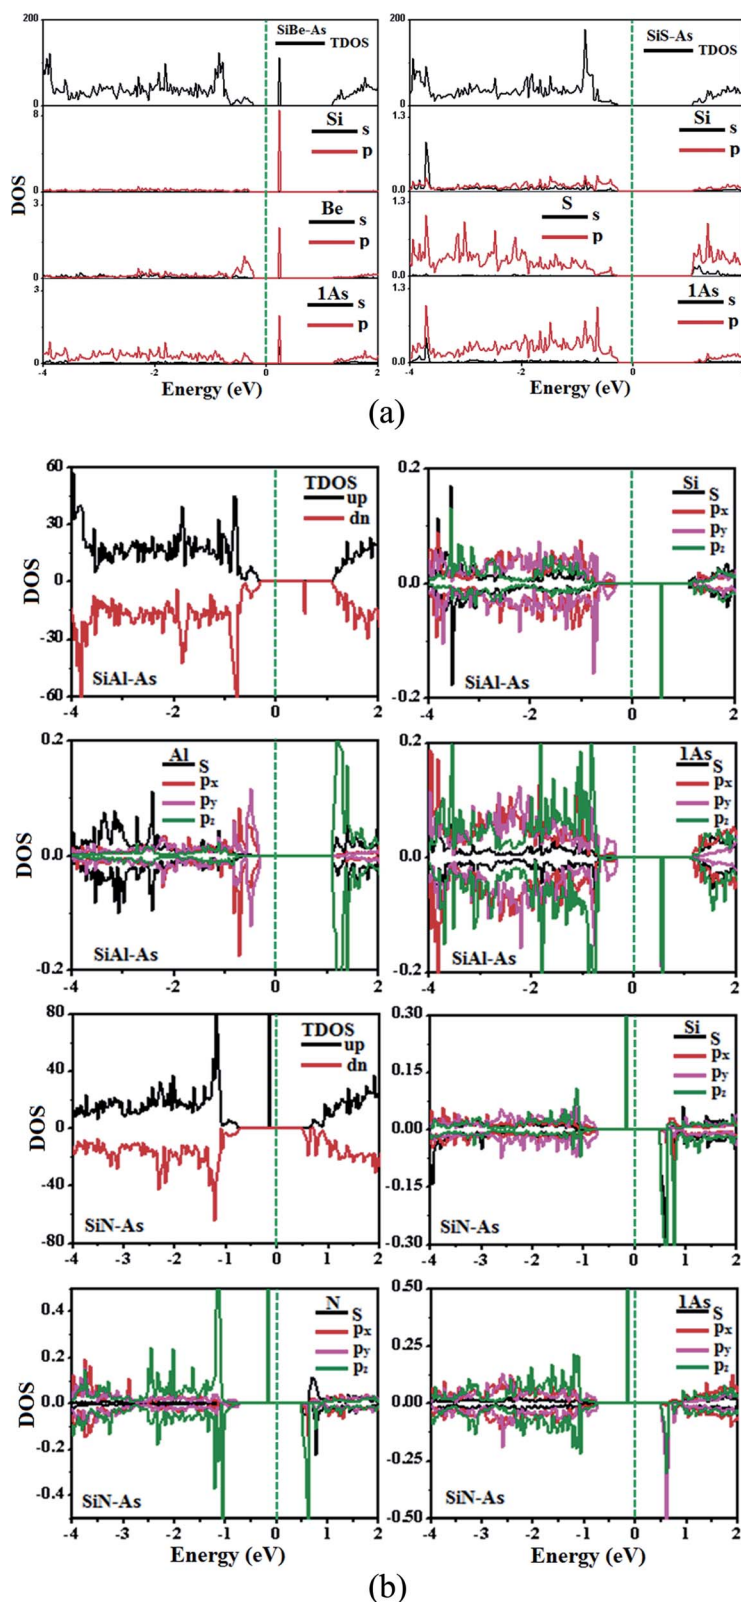 SiBe-As
TDOS
200
100
0
Si
s
p
8
0
Be
s
p
3
0
1As
s
p
3
0
-4 -2 0 2
Energy (eV)
DOS
SiS-As
TDOS
200
100
0
Si
s
p
1.3
0.0
S
s
p
1.3
0.0
1As
s
p
1.3
0.0
-4 -2 0 2
Energy (eV)
(a)
TDOS
up
dn
60
30
0
-30
-60
DOS
SiAl-As
-4 -2 0 2
Si
S
px
py
pz
0.2
0.0
-0.2
SiAl-As
-4 -3 -2 -1 0 1 2
Al
S
px
py
pz
0.2
0.0
-0.2
DOS
SiAl-As
-4 -2 0 2
1As
S
px
py
pz
0.2
0.0
-0.2
SiAl-As
-4 -2 0 2
TDOS
up
dn
80
40
0
-40
-80
DOS
SiN-As
-4 -3 -2 -1 0 1 2
Si
S
px
py
pz
0.30
0.15
0.00
-0.15
-0.30
SiN-As
-4 -3 -2 -1 0 1 2
N
S
px
py
pz
0.4
0.2
0.0
-0.2
-0.4
DOS
SiN-As
-4 -3 -2 -1 0 1 2
Energy (eV)
1As
S
px
py
pz
0.50
0.25
0.00
-0.25
-0.50
SiN-As
-4 -3 -2 -1 0 1 2
Energy (eV)
(b)